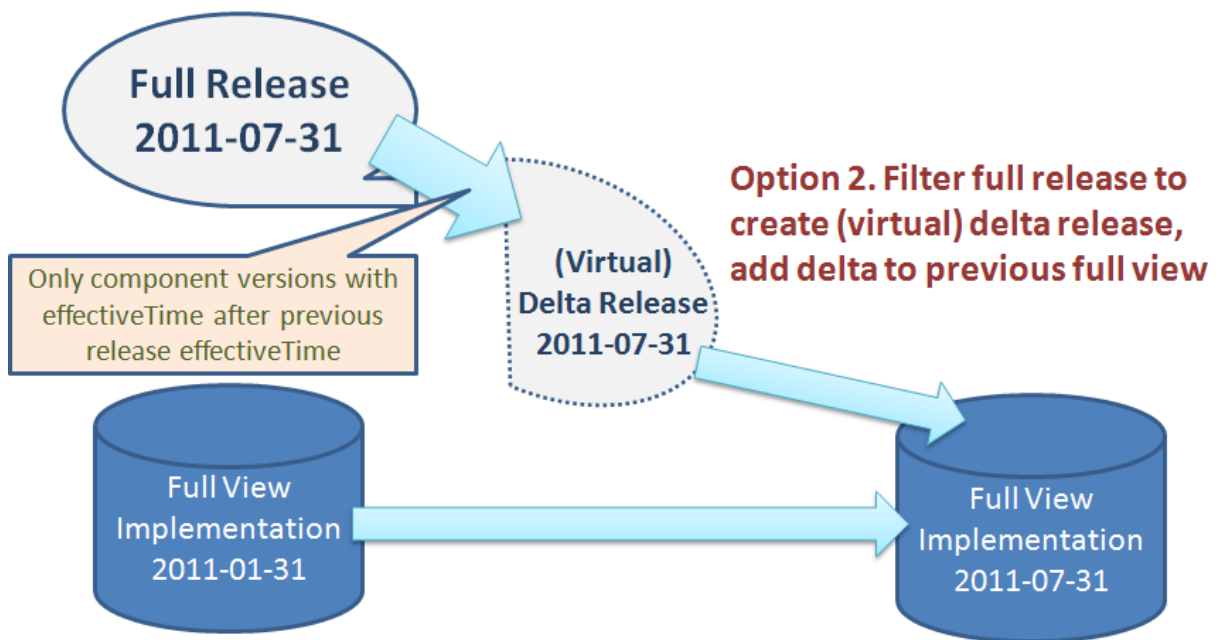 Full Release
2011-07-31
Option 2. Filter full release to
create (virtual) delta release,
add delta to previous full view
(Virtual)
Delta Release
2011-07-31
Only component versions with
effectiveTime after previous
release effectiveTime
Full View
Implementation
2011-01-31
Full View
Implementation
2011-07-31